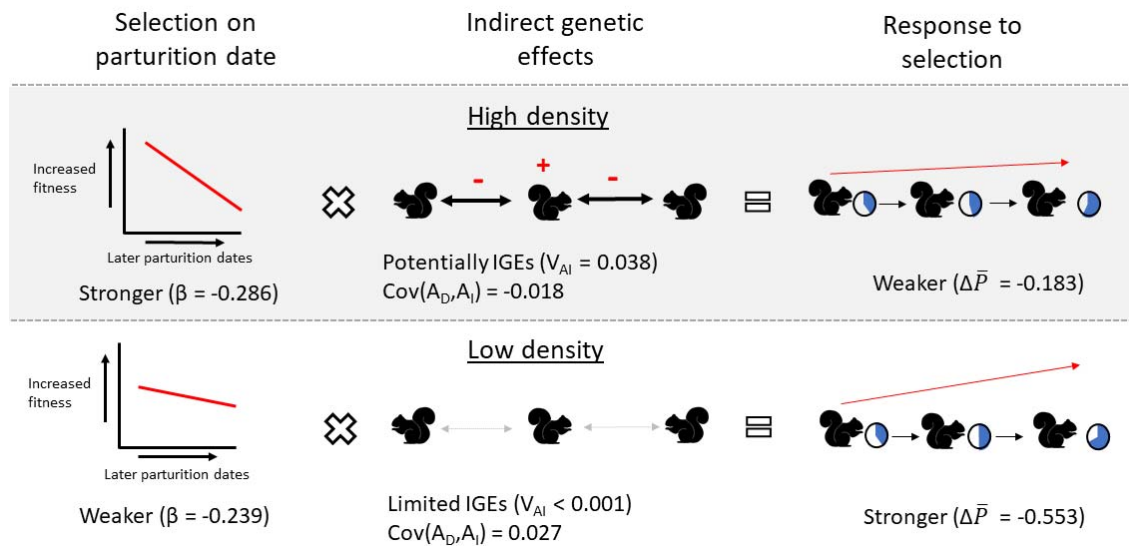 Selection on
parturition date
Indirect genetic
effects
Response to
selection
High density
Increased
fitness
Later parturition dates
Stronger (β = -0.286)
- + -
Potentially IGEs (V_AI = 0.038)
Cov(A_D,A_I) = -0.018
Weaker (ΔP̅ = -0.183)
Low density
Increased
fitness
Later parturition dates
Weaker (β = -0.239)
Limited IGEs (V_AI < 0.001)
Cov(A_D,A_I) = 0.027
Stronger (ΔP̅ = -0.553)